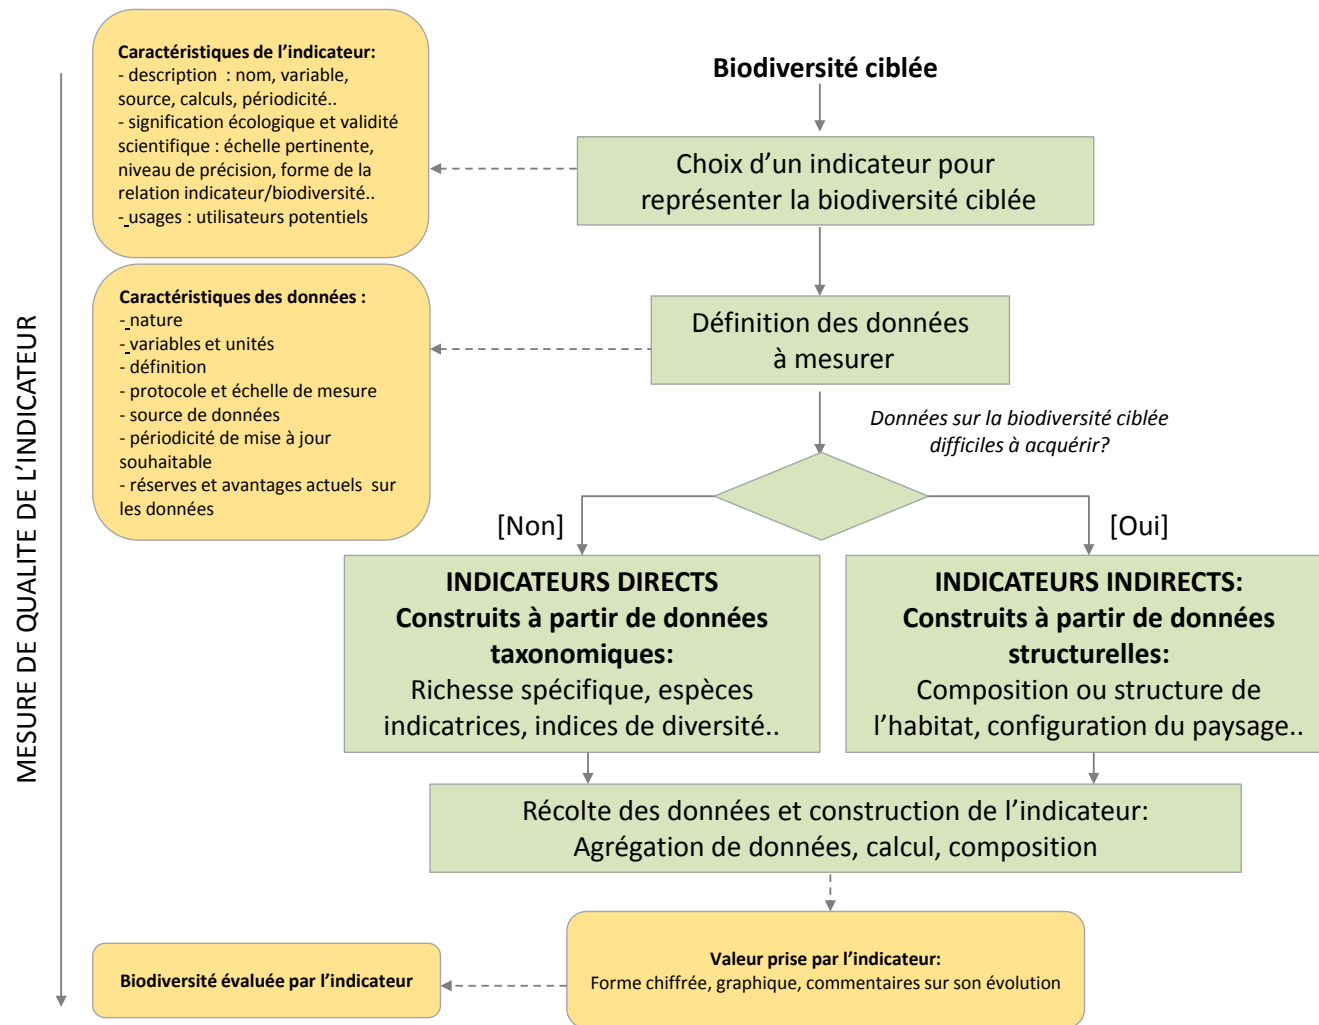 MESURE DE QUALITE DE L'INDICATEUR
Caractéristiques de l'indicateur:
- description : nom, variable,
source, calculs, périodicité..
- signification écologique et validité
scientifique : échelle pertinente,
niveau de précision, forme de la
relation indicateur/biodiversité..
- usages : utilisateurs potentiels
Biodiversité ciblée
Choix d'un indicateur pour
représenter la biodiversité ciblée
Caractéristiques des données :
- nature
- variables et unités
- définition
- protocole et échelle de mesure
- source de données
- périodicité de mise à jour
souhaitable
- réserves et avantages actuels sur
les données
Définition des données
à mesurer
Données sur la biodiversité ciblée
difficiles à acquérir?
[Non]
[Oui]
INDICATEURS DIRECTS
Construits à partir de données
taxonomiques:
Richesse spécifique, espèces
indicatrices, indices de diversité..
INDICATEURS INDIRECTS:
Construits à partir de données
structurelles:
Composition ou structure de
l'habitat, configuration du paysage..
Récolte des données et construction de l'indicateur:
Agrégation de données, calcul, composition
Valeur prise par l'indicateur:
Forme chiffrée, graphique, commentaires sur son évolution
Biodiversité évaluée par l'indicateur